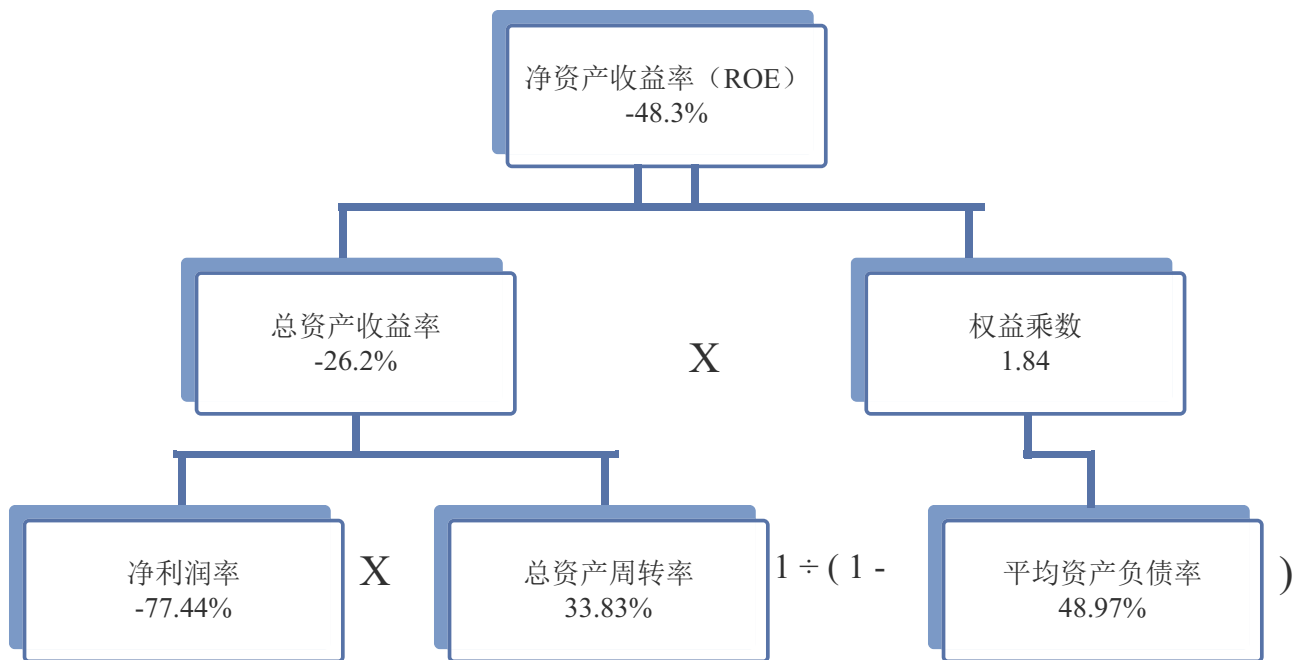 净资产收益率（ROE）
-48.3%
总资产收益率
-26.2%
X
权益乘数
1.84
净利润率
-77.44%
X
总资产周转率
33.83%
1 ÷ ( 1 -
平均资产负债率
48.97%
)